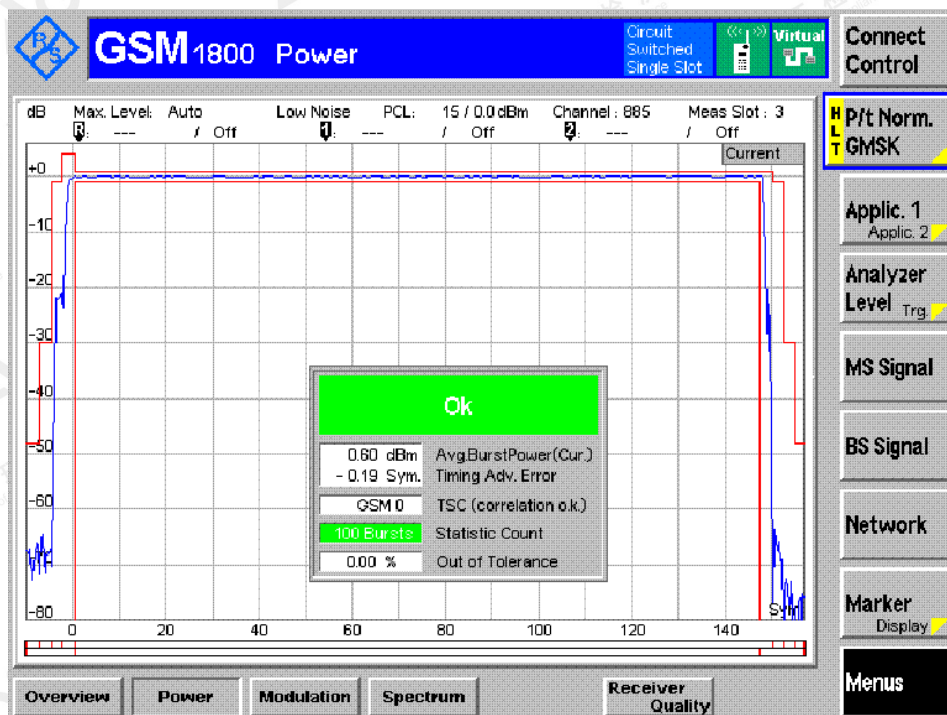 R/S
GSM1800 Power
Circuit Switched Single Slot
Virtual
Connect Control
dB Max. Level: Auto Low Noise PCL: 15 / 0.0 dBm Channel : 885 Meas Slot : 3
R: --- / Off 1: --- / Off 2: --- / Off
HLT
P/t Norm. GMSK
Current
+0
-10
-20
-30
-40
-50
-60
-80
Ok
0.60 dBm Avg.BurstPower(Cur.)
- 0.19 Sym. Timing Adv. Error
GSM 0 TSC (correlation o.k.)
100 Bursts Statistic Count
0.00 % Out of Tolerance
Sym
0 20 40 60 80 100 120 140
Applic. 1
Applic. 2
Analyzer Level Trg.
MS Signal
BS Signal
Network
Marker
Display
Menus
Overview Power Modulation Spectrum Receiver Quality